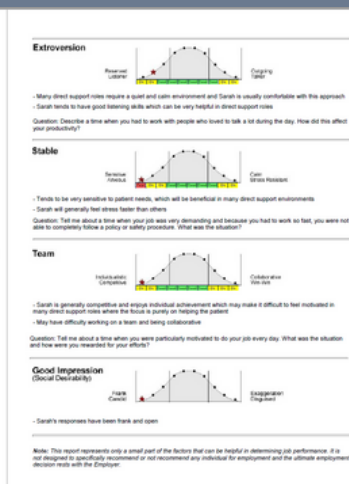 Extroversion
Reserved
Listener
Outgoing
Talker
- Many direct support roles require a quiet and calm environment and Sarah is usually comfortable with this approach
- Sarah tends to have good listening skills which can be very helpful in direct support roles
Question: Describe a time when you had to work with people who loved to talk a lot during the day. How did this affect
your productivity?
Stable
Sensitive
Anxious
Calm
Stress Resistant
- Tends to be very sensitive to patient needs, which will be beneficial in many direct support environments
- Sarah will generally feel stress faster than others
Question: Tell me about a time when your job was very demanding and because you had to work so fast, you were not
able to completely follow a policy or safety procedure. What was the situation?
Team
Individualistic
Competitive
Collaborative
Win-Win
- Sarah is generally competitive and enjoys individual achievement which may make it difficult to feel motivated in
many direct support roles where the focus is purely on helping the patient
- May have difficulty working on a team and being collaborative
Question: Tell me about a time when you were particularly motivated to do your job every day. What was the situation
and how were you rewarded for your efforts?
Good Impression
(Social Desirability)
Frank
Candid
Exaggeration
Disguised
- Sarah's responses have been frank and open
Note: This report represents only a small part of the factors that can be helpful in determining job performance. It is
not designed to specifically recommend or not recommend any individual for employment and the ultimate employment
decision rests with the Employer.